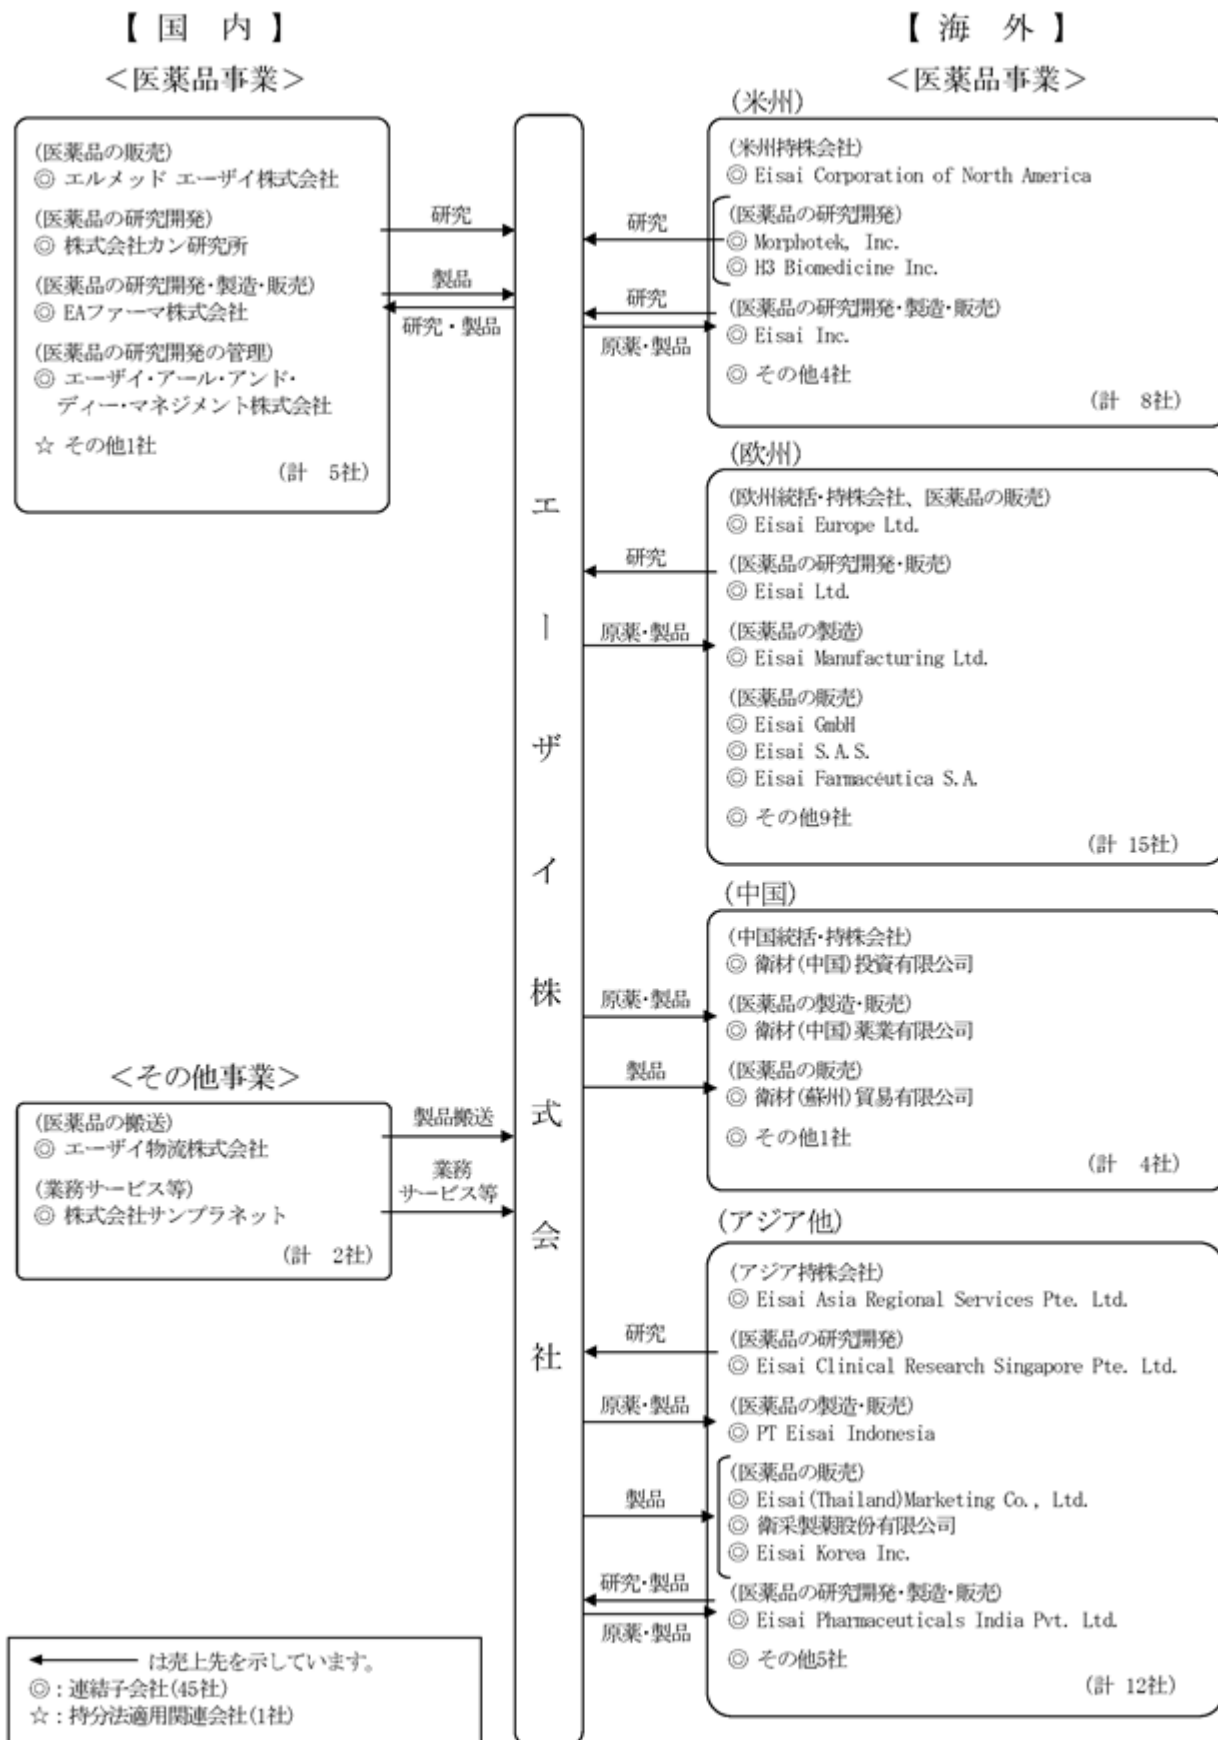 【 国 内 】
＜医薬品事業＞
(医薬品の販売)
◎ エルメッド エーザイ株式会社
(医薬品の研究開発)
◎ 株式会社カン研究所
(医薬品の研究開発・製造・販売)
◎ EAファーマ株式会社
(医薬品の研究開発の管理)
◎ エーザイ・アール・アンド・
ディー・マネジメント株式会社
☆ その他1社
(計 5社)
研究
製品
研究・製品
＜その他事業＞
(医薬品の搬送)
◎ エーザイ物流株式会社
(業務サービス等)
◎ 株式会社サンプラネット
(計 2社)
製品搬送
業務
サービス等
エーザイ株式会社
【 海 外 】
＜医薬品事業＞
(米州)
(米州持株会社)
◎ Eisai Corporation of North America
(医薬品の研究開発)
◎ Morphotek, Inc.
◎ H3 Biomedicine Inc.
(医薬品の研究開発・製造・販売)
◎ Eisai Inc.
◎ その他4社
(計 8社)
研究
研究
原薬・製品
(欧州)
(欧州統括・持株会社、医薬品の販売)
◎ Eisai Europe Ltd.
(医薬品の研究開発・販売)
◎ Eisai Ltd.
(医薬品の製造)
◎ Eisai Manufacturing Ltd.
(医薬品の販売)
◎ Eisai GmbH
◎ Eisai S.A.S.
◎ Eisai Farmacéutica S.A.
◎ その他9社
(計 15社)
研究
原薬・製品
(中国)
(中国統括・持株会社)
◎ 衛材(中国)投資有限公司
(医薬品の製造・販売)
◎ 衛材(中国)薬業有限公司
(医薬品の販売)
◎ 衛材(蘇州)貿易有限公司
◎ その他1社
(計 4社)
原薬・製品
製品
(アジア他)
(アジア持株会社)
◎ Eisai Asia Regional Services Pte. Ltd.
(医薬品の研究開発)
◎ Eisai Clinical Research Singapore Pte. Ltd.
(医薬品の製造・販売)
◎ PT Eisai Indonesia
(医薬品の販売)
◎ Eisai(Thailand)Marketing Co., Ltd.
◎ 衛采製薬股份有限公司
◎ Eisai Korea Inc.
(医薬品の研究開発・製造・販売)
◎ Eisai Pharmaceuticals India Pvt. Ltd.
◎ その他5社
(計 12社)
研究
原薬・製品
製品
研究・製品
原薬・製品
は売上先を示しています。
◎：連結子会社(45社)
☆：持分法適用関連会社(1社)